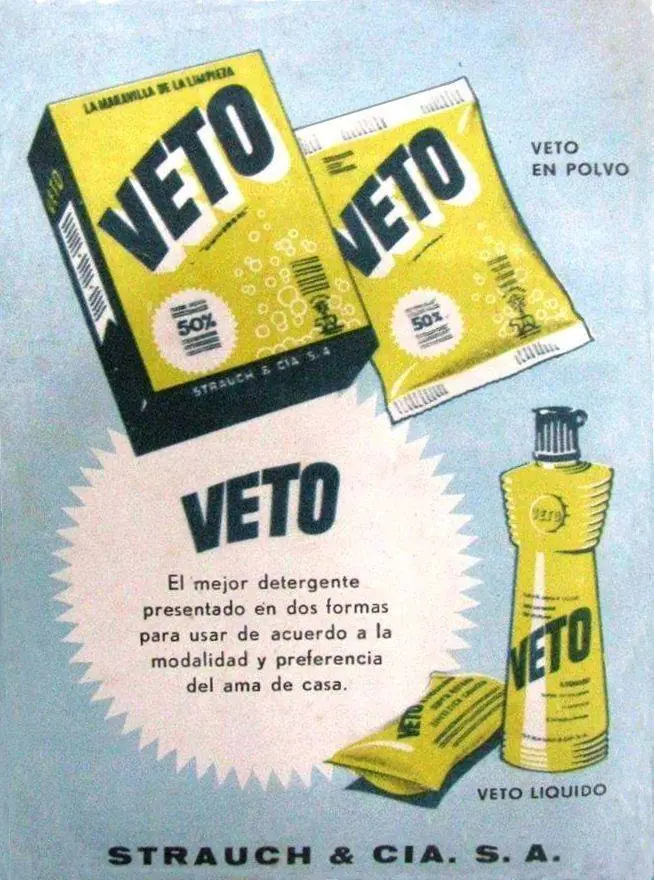 LA MARAVILLA DE LA LIMPIEZA
VETO
VETO
50%
STRAUCH & CIA S.A
VETO
50%
VETO
EN POLVO
VETO
El mejor detergente
presentado en dos formas
para usar de acuerdo a la
modalidad y preferencia
del ama de casa.
VETO
VETO
VETO
VETO LIQUIDO
STRAUCH & CIA. S. A.